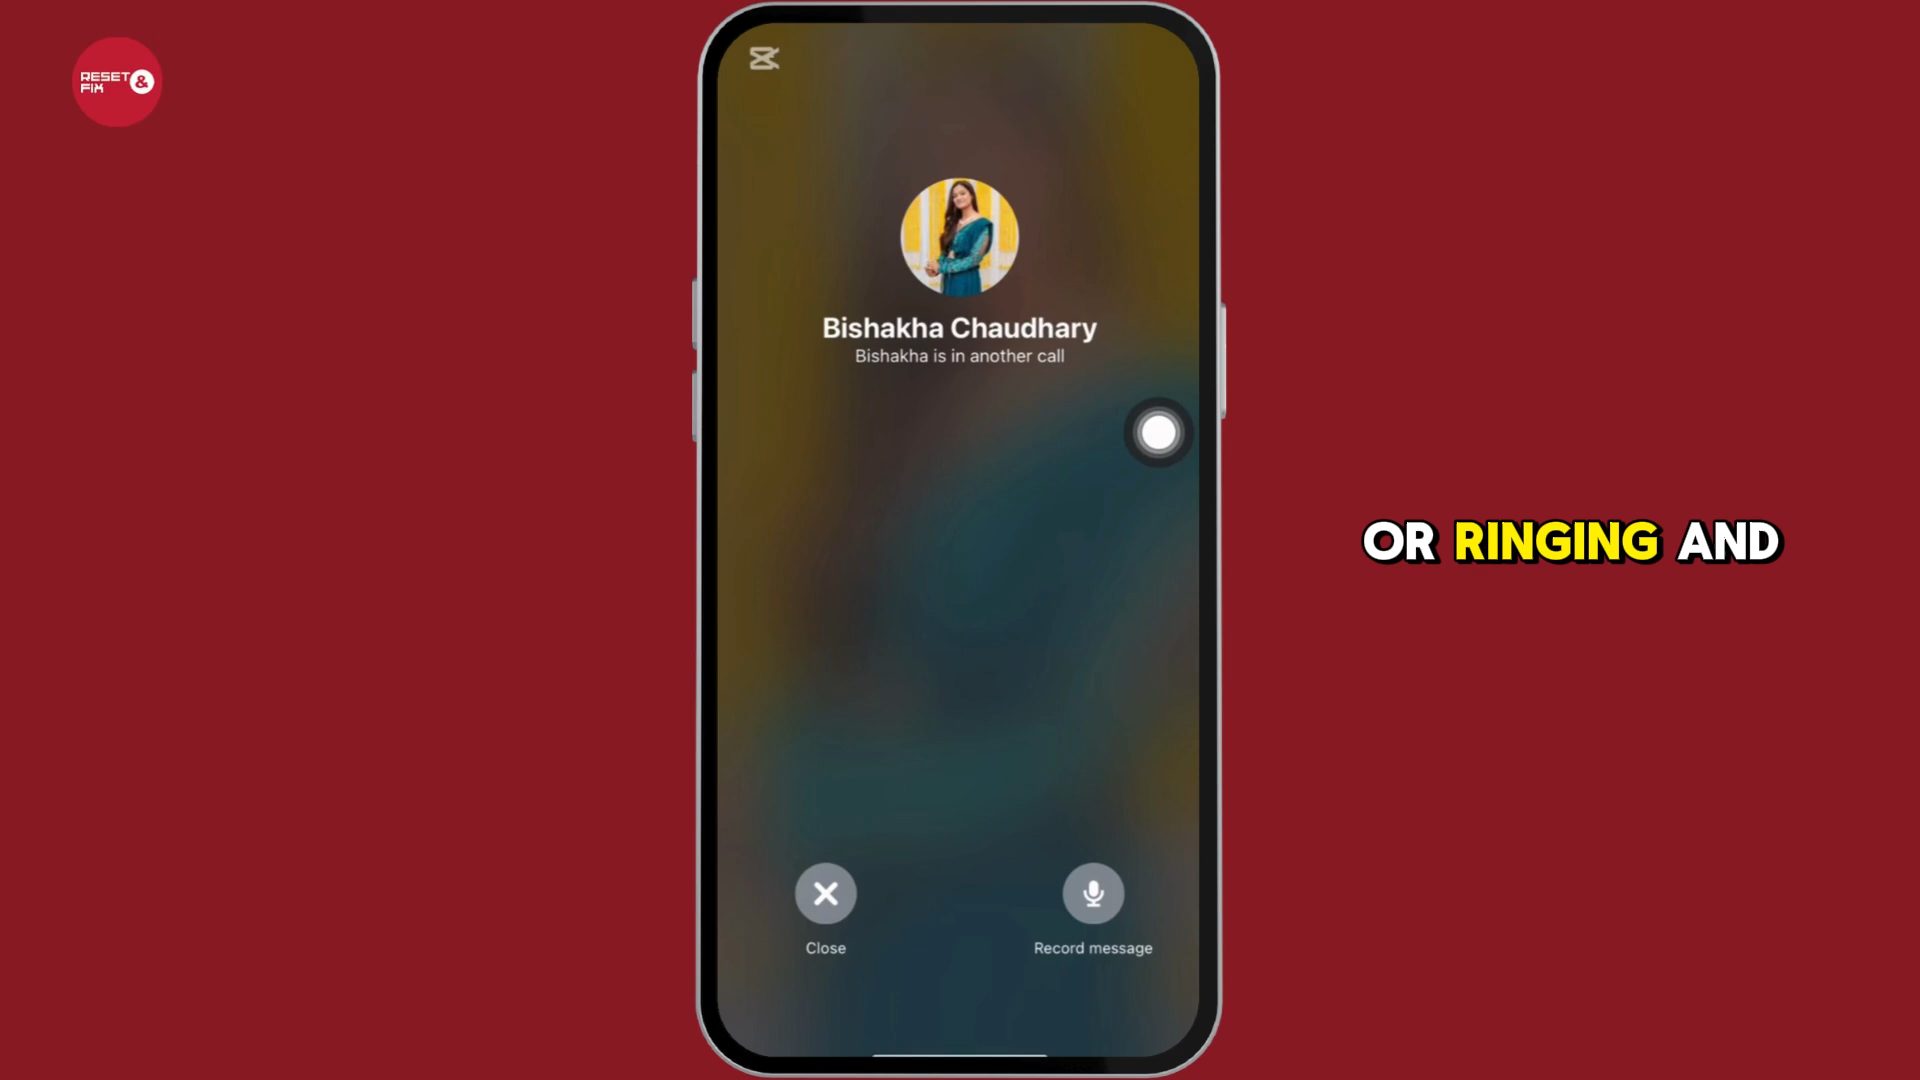 RESET &
FIX
Bishakha Chaudhary
Bishakha is in another call
OR RINGING AND
Close
Record message